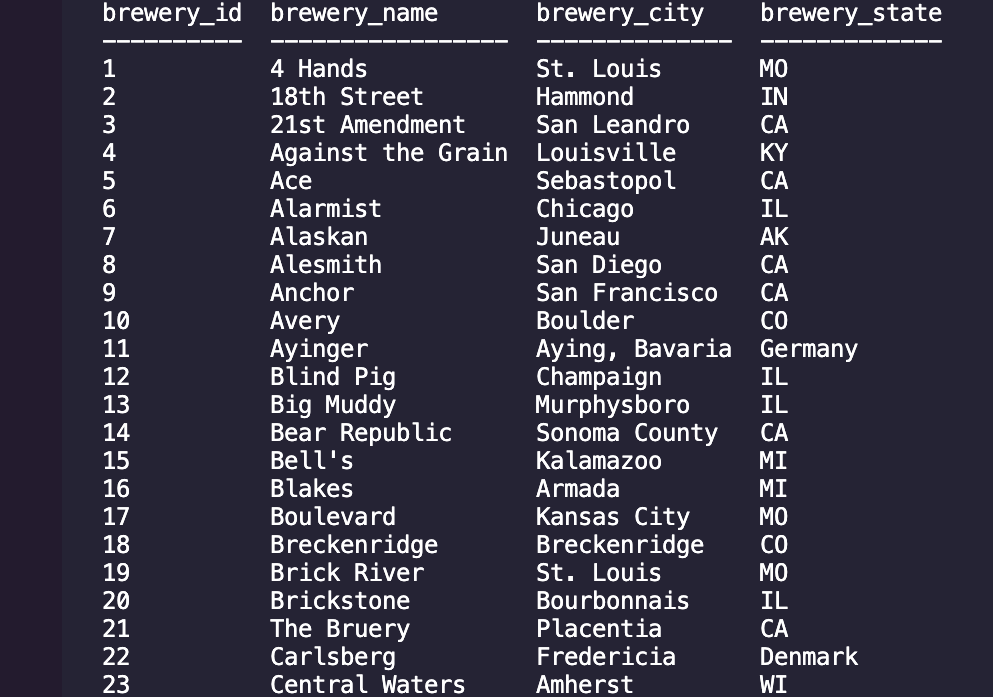 brewery_id  brewery_name       brewery_city    brewery_state
----------  -----------------  --------------  -------------
1           4 Hands            St. Louis       MO
2           18th Street        Hammond         IN
3           21st Amendment     San Leandro     CA
4           Against the Grain  Louisville      KY
5           Ace                Sebastopol      CA
6           Alarmist           Chicago         IL
7           Alaskan            Juneau          AK
8           Alesmith           San Diego       CA
9           Anchor             San Francisco   CA
10          Avery              Boulder         CO
11          Ayinger            Aying, Bavaria  Germany
12          Blind Pig          Champaign       IL
13          Big Muddy          Murphysboro     IL
14          Bear Republic      Sonoma County   CA
15          Bell's             Kalamazoo       MI
16          Blakes             Armada          MI
17          Boulevard          Kansas City     MO
18          Breckenridge       Breckenridge    CO
19          Brick River        St. Louis       MO
20          Brickstone         Bourbonnais     IL
21          The Bruery         Placentia       CA
22          Carlsberg          Fredericia      Denmark
23          Central Waters     Amherst         WI